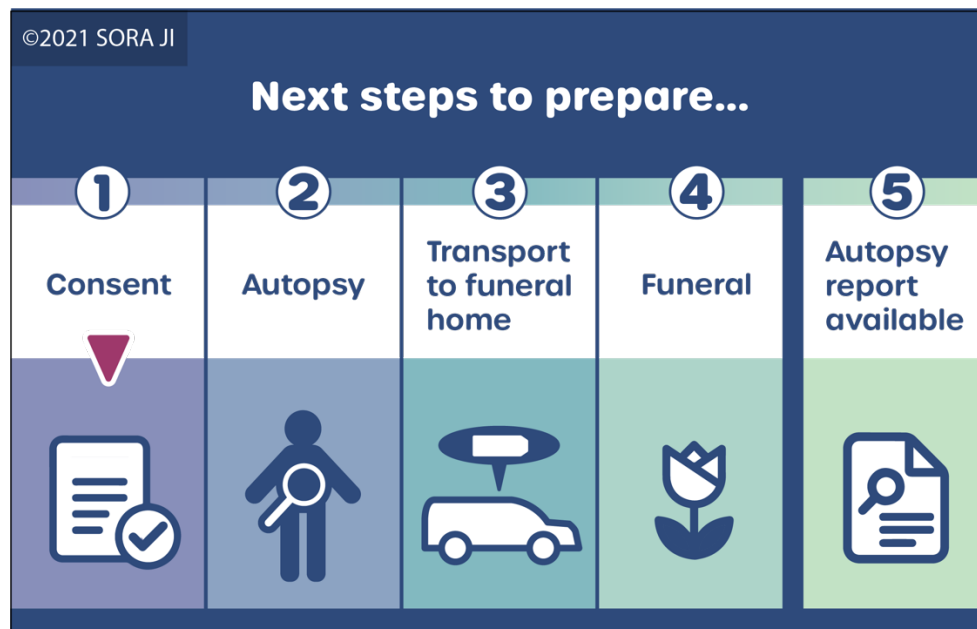 ©2021 SORA JI
Next steps to prepare...
1
Consent
2
Autopsy
3
Transport
to funeral
home
4
Funeral
5
Autopsy
report
available